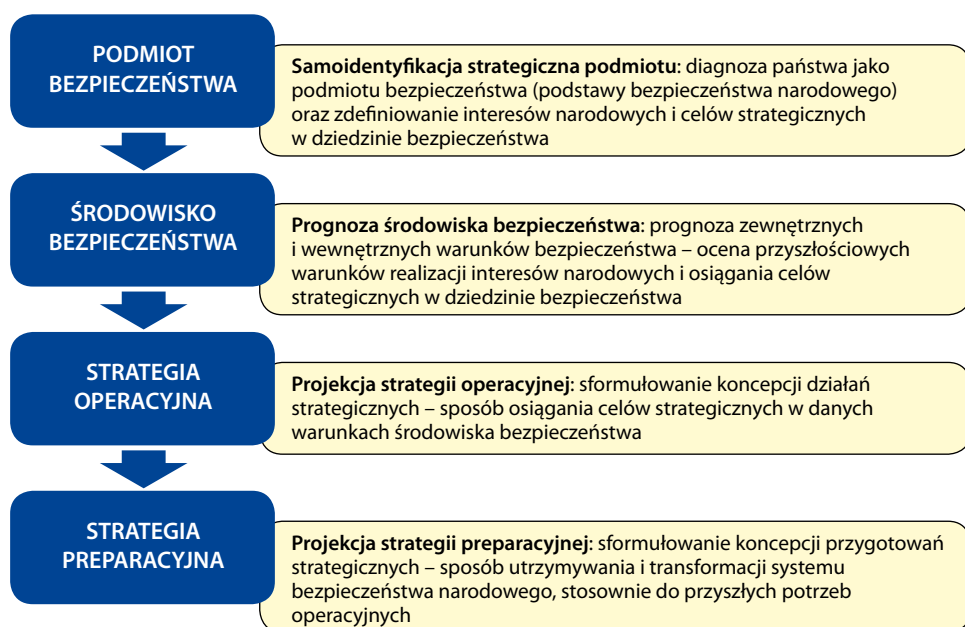 PODMIOT
BEZPIECZEŃSTWA
Samoidentyfikacja strategiczna podmiotu: diagnoza państwa jako
podmiotu bezpieczeństwa (podstawy bezpieczeństwa narodowego)
oraz zdefiniowanie interesów narodowych i celów strategicznych
w dziedzinie bezpieczeństwa
ŚRODOWISKO
BEZPIECZEŃSTWA
Prognoza środowiska bezpieczeństwa: prognoza zewnętrznych
i wewnętrznych warunków bezpieczeństwa – ocena przyszłościowych
warunków realizacji interesów narodowych i osiągania celów
strategicznych w dziedzinie bezpieczeństwa
STRATEGIA
OPERACYJNA
Projekcja strategii operacyjnej: sformułowanie koncepcji działań
strategicznych – sposób osiągania celów strategicznych w danych
warunkach środowiska bezpieczeństwa
STRATEGIA
PREPARACYJNA
Projekcja strategii preparacyjnej: sformułowanie koncepcji przygotowań
strategicznych – sposób utrzymywania i transformacji systemu
bezpieczeństwa narodowego, stosownie do przyszłych potrzeb
operacyjnych